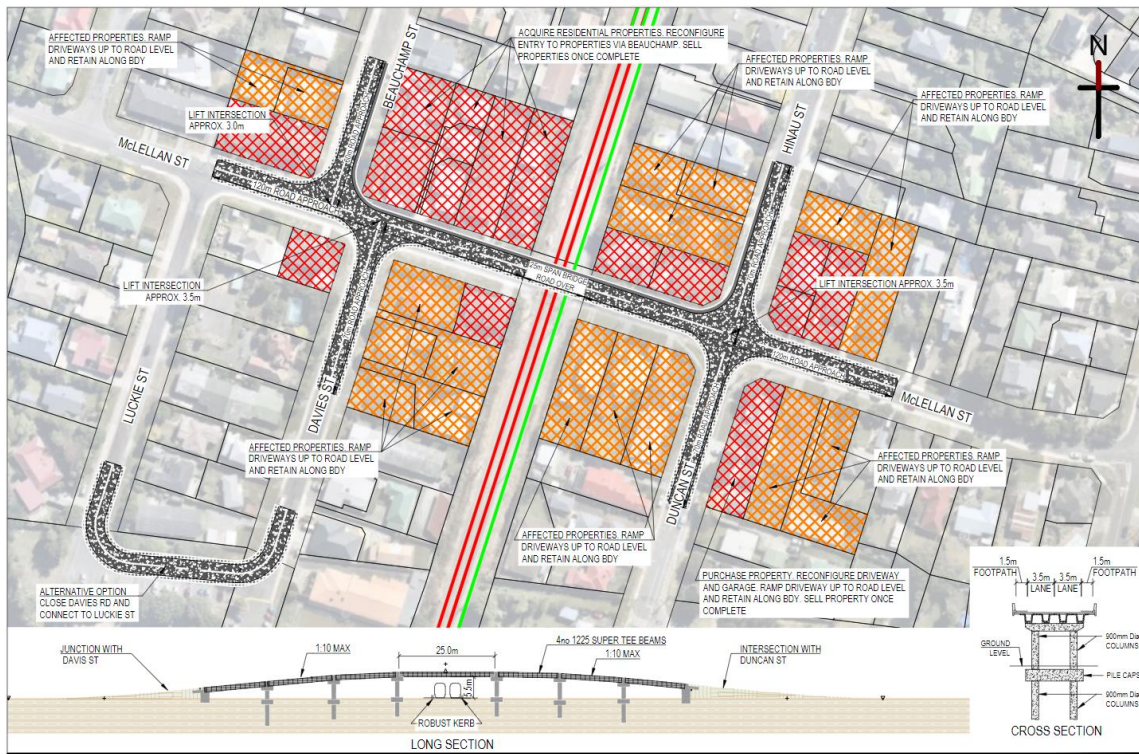 AFFECTED PROPERTIES. RAMP
DRIVEWAYS UP TO ROAD LEVEL
AND RETAIN ALONG BDY
BEAUCHAMP ST
ACQUIRE RESIDENTIAL PROPERTIES. RECONFIGURE
ENTRY TO PROPERTIES VIA BEAUCHAMP. SELL
PROPERTIES ONCE COMPLETE
AFFECTED PROPERTIES. RAMP
DRIVEWAYS UP TO ROAD LEVEL
AND RETAIN ALONG BDY
AFFECTED PROPERTIES. RAMP
DRIVEWAYS UP TO ROAD LEVEL
AND RETAIN ALONG BDY
N
LIFT INTERSECTION
APPROX. 3.0m
McLELLAN ST
HINAU ST
120m ROAD APPROACH
25m SPAN BRIDGE
ROAD OVER
LIFT INTERSECTION
APPROX. 3.5m
LIFT INTERSECTION APPROX. 3.5m
120m ROAD APPROACH
McLELLAN ST
LUCKIE ST
DAVIES ST
DUNCAN ST
AFFECTED PROPERTIES. RAMP
DRIVEWAYS UP TO ROAD LEVEL
AND RETAIN ALONG BDY
AFFECTED PROPERTIES. RAMP
DRIVEWAYS UP TO ROAD LEVEL
AND RETAIN ALONG BDY
AFFECTED PROPERTIES. RAMP
DRIVEWAYS UP TO ROAD LEVEL
AND RETAIN ALONG BDY
ALTERNATIVE OPTION
CLOSE DAVIES RD AND
CONNECT TO LUCKIE ST
PURCHASE PROPERTY. RECONFIGURE DRIVEWAY
AND GARAGE. RAMP DRIVEWAY UP TO ROAD LEVEL
AND RETAIN ALONG BDY. SELL PROPERTY ONCE
COMPLETE
1.5m
FOOTPATH
3.5m
LANE
3.5m
LANE
1.5m
FOOTPATH
GROUND
LEVEL
900mm Dia
COLUMNS
PILE CAPS
900mm Dia
COLUMNS
CROSS SECTION
JUNCTION WITH
DAVIS ST
1:10 MAX
25.0m
4no 1225 SUPER TEE BEAMS
1:10 MAX
INTERSECTION WITH
DUNCAN ST
5.5m
ROBUST KERB
LONG SECTION